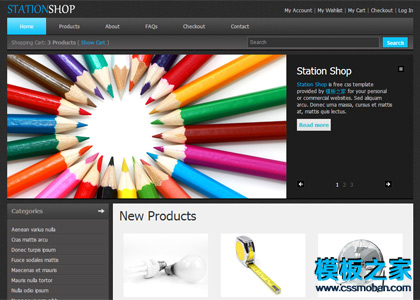 STATIONSHOP
My Account | My Wishlist | My Cart | Checkout | Log In
Home Products About FAQs Checkout Contact
Shopping Cart: 3 Products ( Show Cart )
Search
Search
Station Shop
Station Shop is a free css template
provided by 模板之家 for your personal
or commercial websites. Sed aliquam
arcu. Donec urna massa, cursus et mattis
at, mattis quis lectus.
Read more
1 2 3
Categories
New Products
Aenean varius nulla
Cras mattis arcu
Donec turpis ipsum
Fusce sodales mattis
Maecenas et mauris
Mauris nulla tortor
Nulla odio ipsum
模板之家
www.cssmoban.com